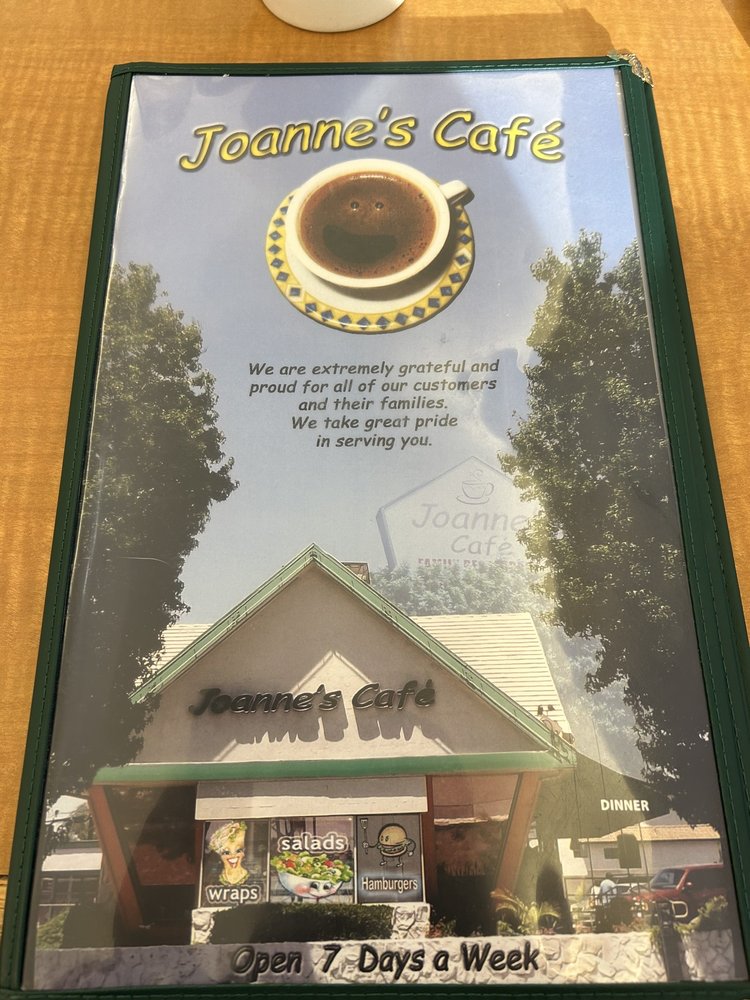 Joanne's Café
We are extremely grateful and
proud for all of our customers
and their families.
We take great pride
in serving you.
Joanne
Café
Joanne's Café
DINNER
wraps
salads
Hamburgers
Open 7 Days a Week